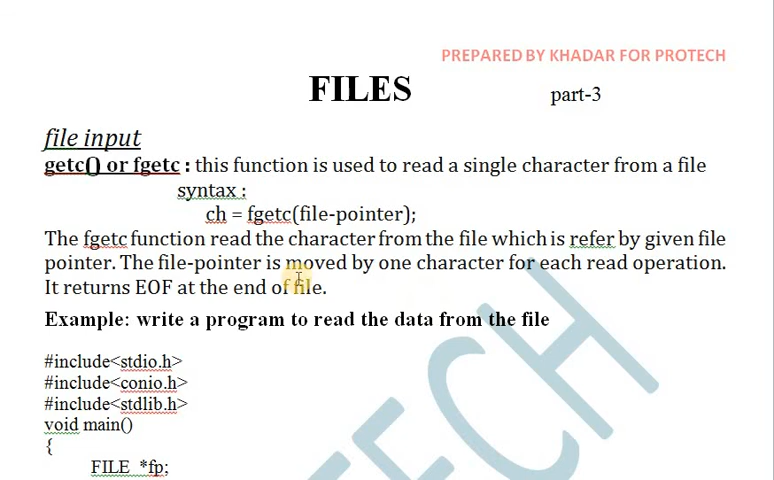 PREPARED BY KHADAR FOR PROTECH
FILES part-3
file input
getc() or fgetc : this function is used to read a single character from a file
syntax :
ch = fgetc(file-pointer);
The fgetc function read the character from the file which is refer by given file
pointer. The file-pointer is moved by one character for each read operation.
It returns EOF at the end of file.
Example: write a program to read the data from the file
#include<stdio.h>
#include<conio.h>
#include<stdlib.h>
void main()
{
FILE *fp;